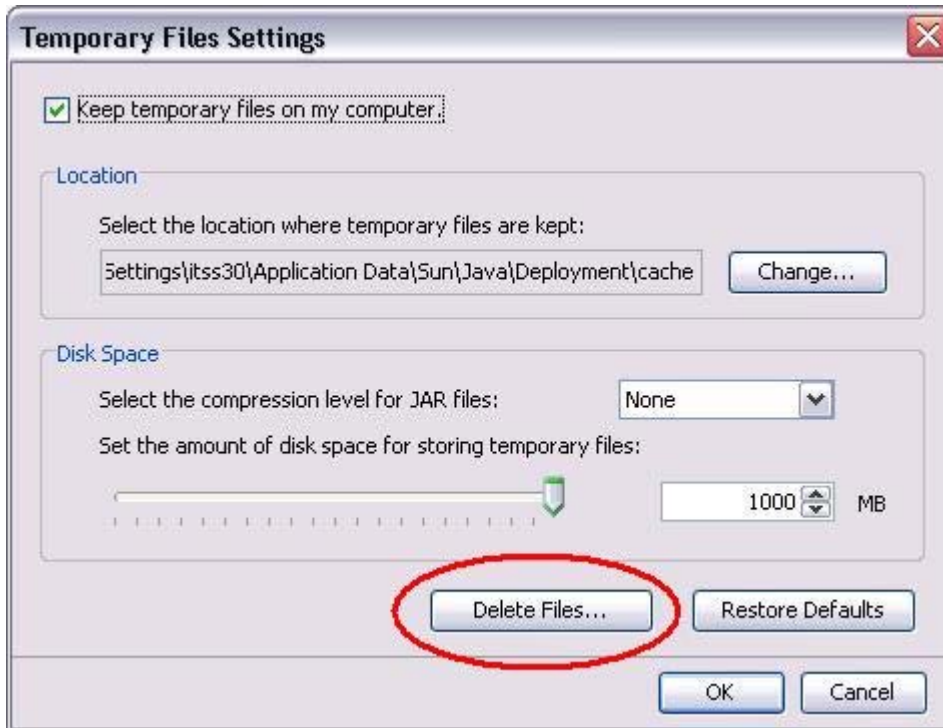 Temporary Files Settings
Keep temporary files on my computer.
Location
Select the location where temporary files are kept:
Settings\itss30\Application Data\Sun\Java\Deployment\cache
Change...
Disk Space
Select the compression level for JAR files:
None
Set the amount of disk space for storing temporary files:
1000 MB
Delete Files...
Restore Defaults
OK
Cancel